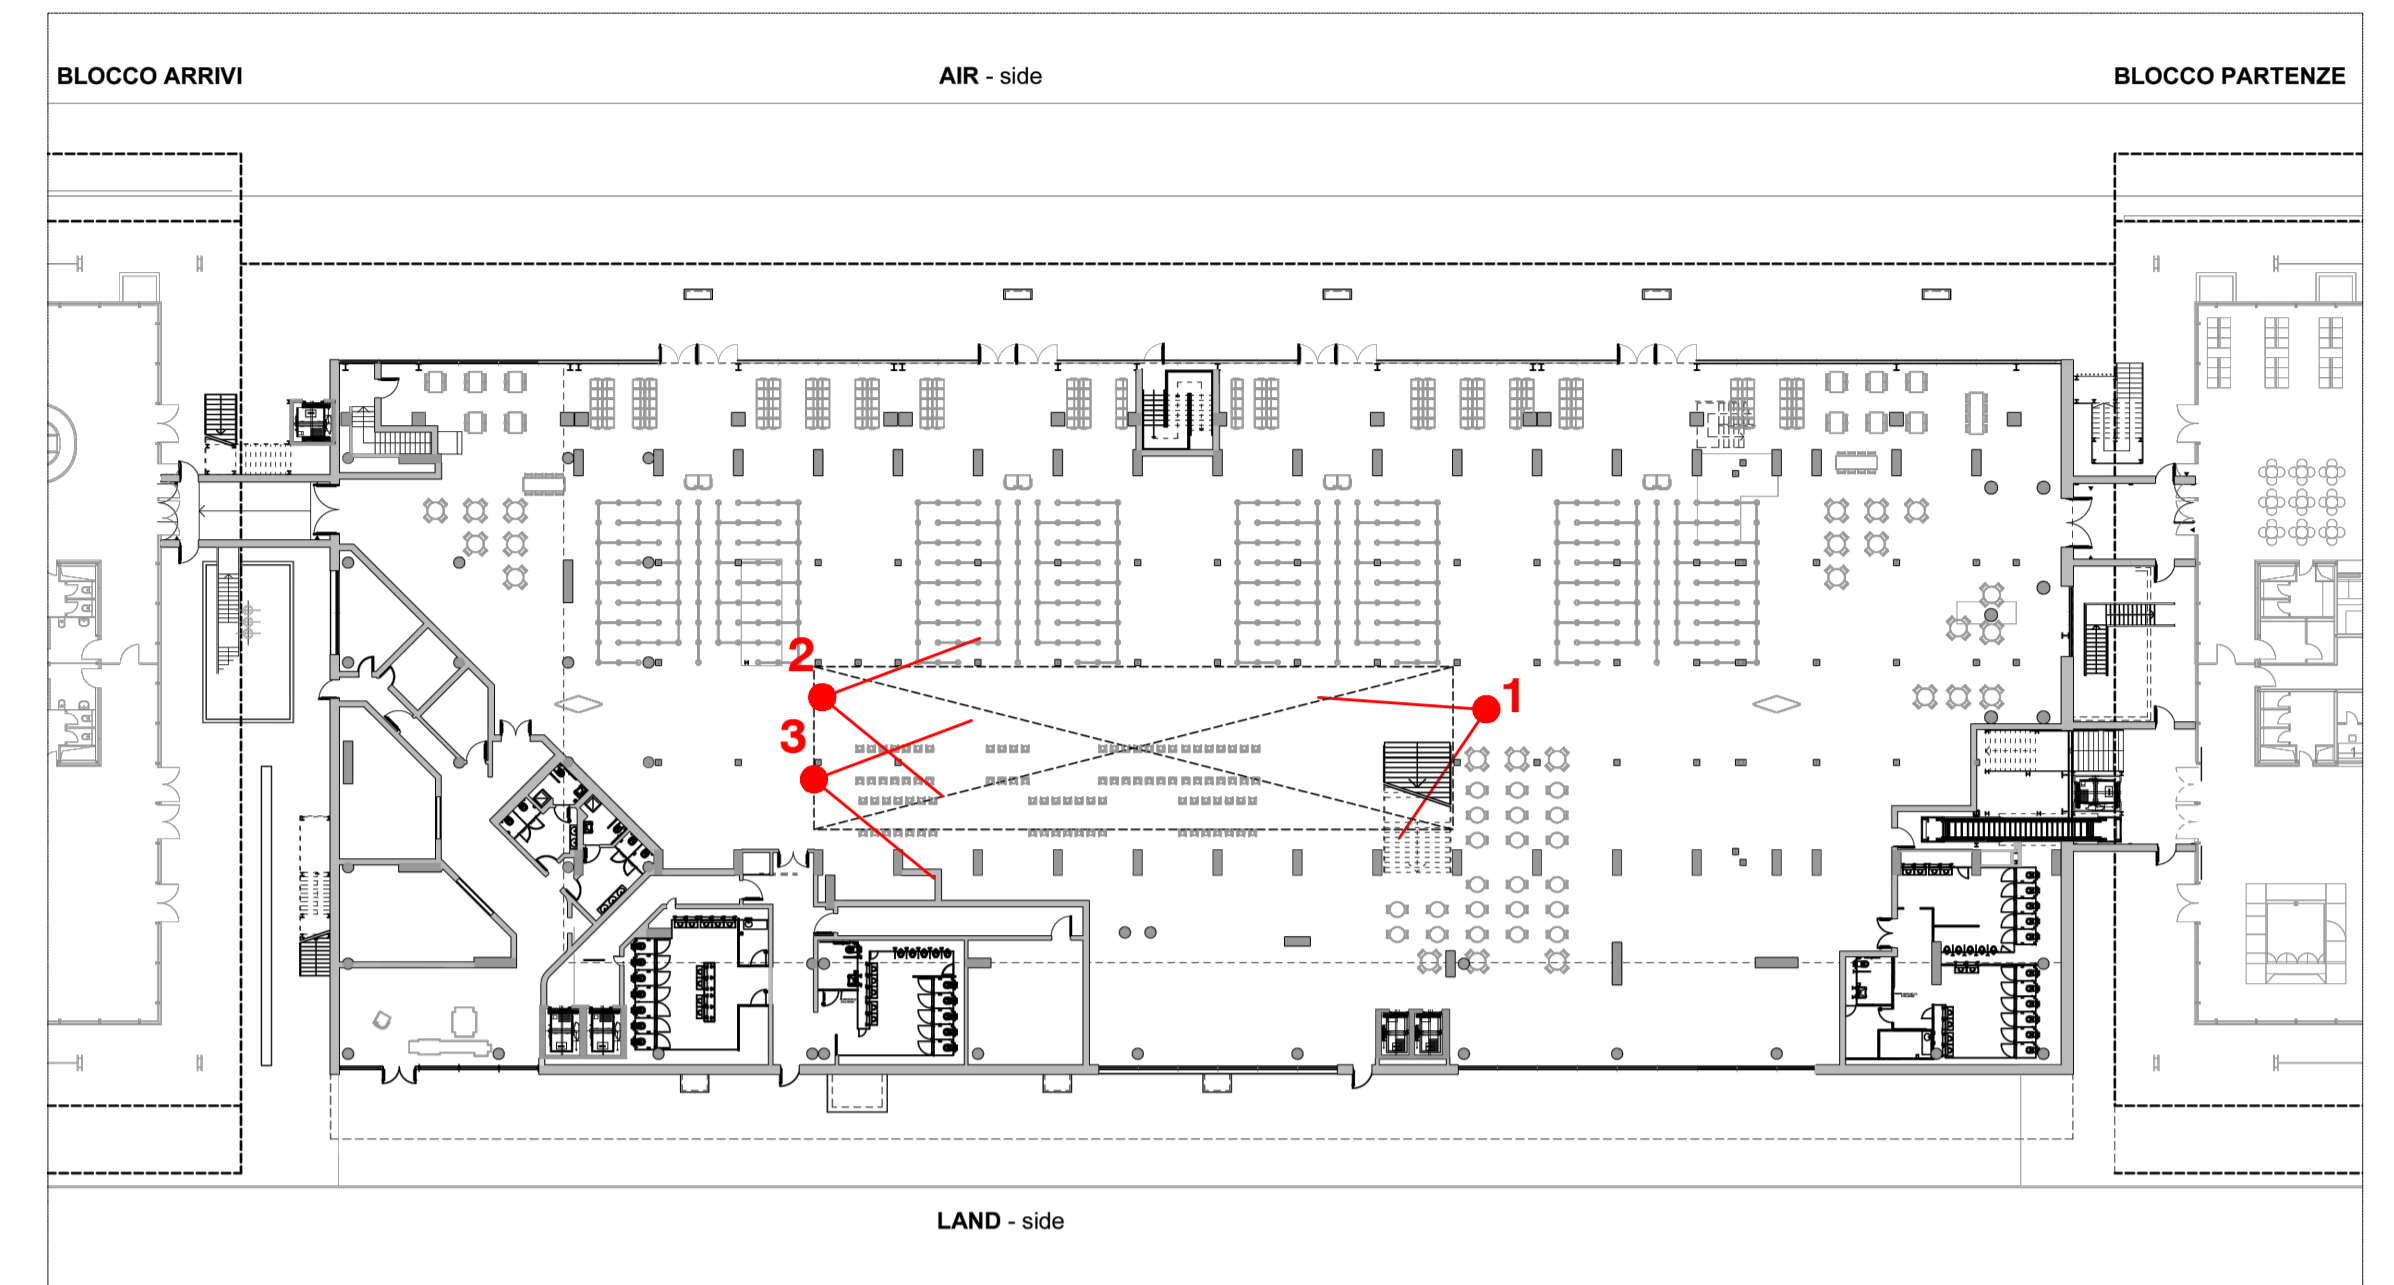 BLOCCO ARRIVI
AIR - side
BLOCCO PARTENZE
2
1
3
LAND - side